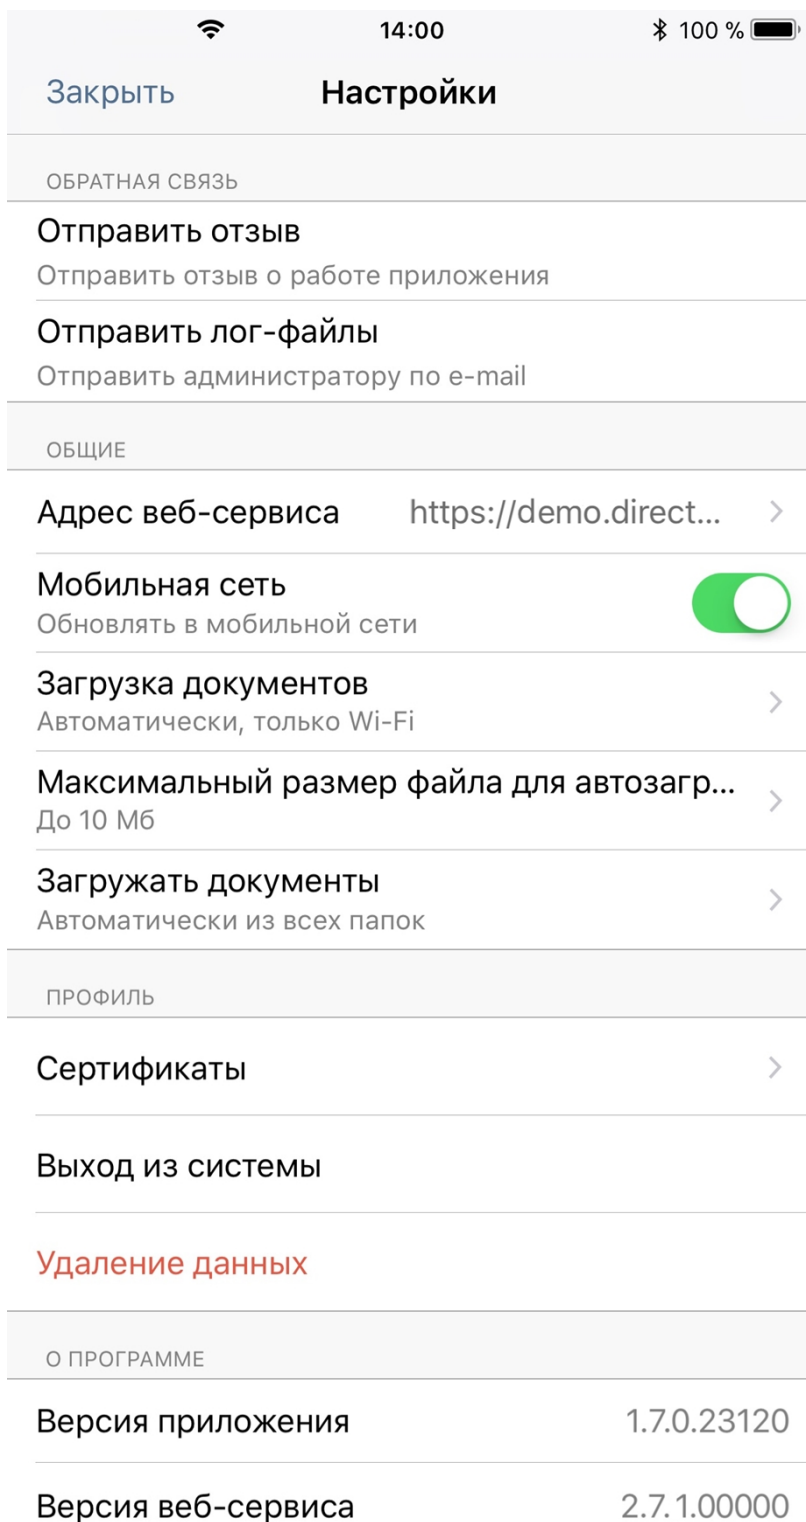 14:00
100 %
Закрыть
Настройки
ОБРАТНАЯ СВЯЗЬ
Отправить отзыв
Отправить отзыв о работе приложения
Отправить лог-файлы
Отправить администратору по e-mail
ОБЩИЕ
Адрес веб-сервиса https://demo.direct...
Мобильная сеть
Обновлять в мобильной сети
Загрузка документов
Автоматически, только Wi-Fi
Максимальный размер файла для автозагр...
До 10 Мб
Загружать документы
Автоматически из всех папок
ПРОФИЛЬ
Сертификаты
Выход из системы
Удаление данных
О ПРОГРАММЕ
Версия приложения 1.7.0.23120
Версия веб-сервиса 2.7.1.00000